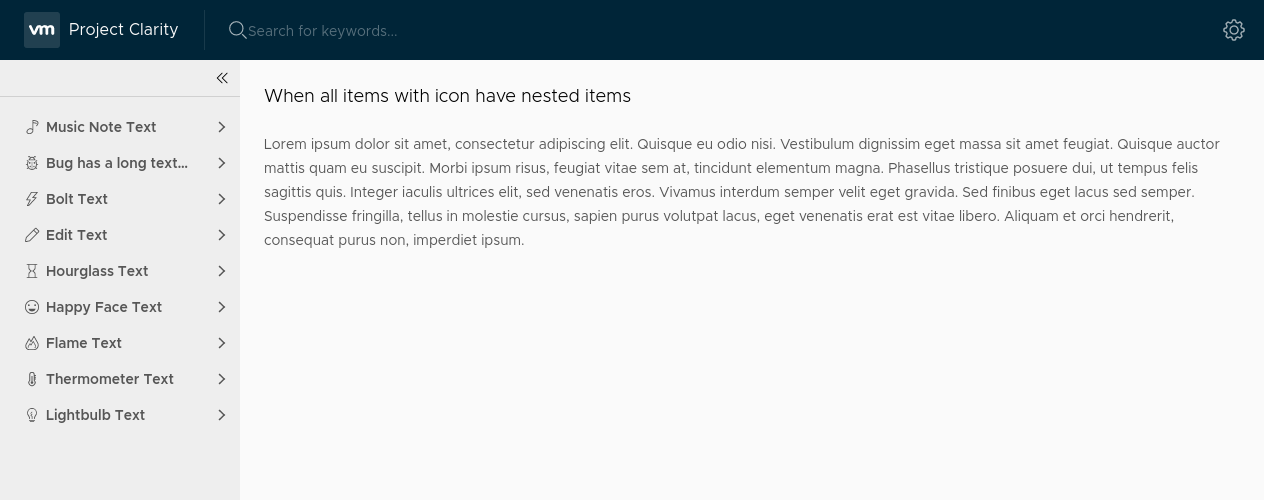 vm Project Clarity
Search for keywords...
When all items with icon have nested items
Music Note Text
Bug has a long text...
Bolt Text
Edit Text
Hourglass Text
Happy Face Text
Flame Text
Thermometer Text
Lightbulb Text
Lorem ipsum dolor sit amet, consectetur adipiscing elit. Quisque eu odio nisi. Vestibulum dignissim eget massa sit amet feugiat. Quisque auctor
mattis quam eu suscipit. Morbi ipsum risus, feugiat vitae sem at, tincidunt elementum magna. Phasellus tristique posuere dui, ut tempus felis
sagittis quis. Integer iaculis ultrices elit, sed venenatis eros. Vivamus interdum semper velit eget gravida. Sed finibus eget lacus sed semper.
Suspendisse fringilla, tellus in molestie cursus, sapien purus volutpat lacus, eget venenatis erat est vitae libero. Aliquam et orci hendrerit,
consequat purus non, imperdiet ipsum.